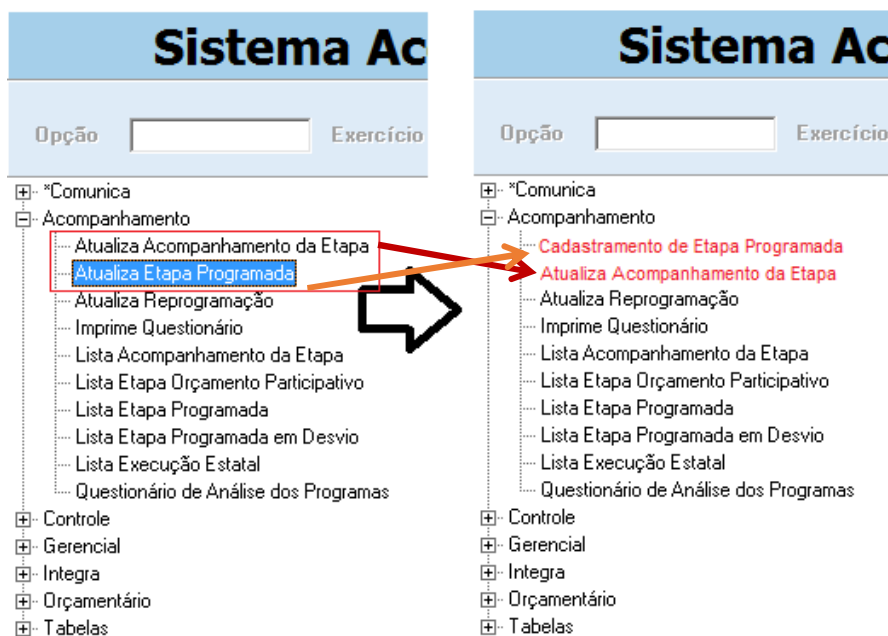 Sistema Ac
Opção
Exercício
*Comunica
Acompanhamento
Atualiza Acompanhamento da Etapa
Atualiza Etapa Programada
Atualiza Reprogramação
Imprime Questionário
Lista Acompanhamento da Etapa
Lista Etapa Orçamento Participativo
Lista Etapa Programada
Lista Etapa Programada em Desvio
Lista Execução Estatal
Questionário de Análise dos Programas
Controle
Gerencial
Integra
Orçamentário
Tabelas
Sistema Ac
Opção
Exercício
*Comunica
Acompanhamento
Cadastramento de Etapa Programada
Atualiza Acompanhamento da Etapa
Atualiza Reprogramação
Imprime Questionário
Lista Acompanhamento da Etapa
Lista Etapa Orçamento Participativo
Lista Etapa Programada
Lista Etapa Programada em Desvio
Lista Execução Estatal
Questionário de Análise dos Programas
Controle
Gerencial
Integra
Orçamentário
Tabelas